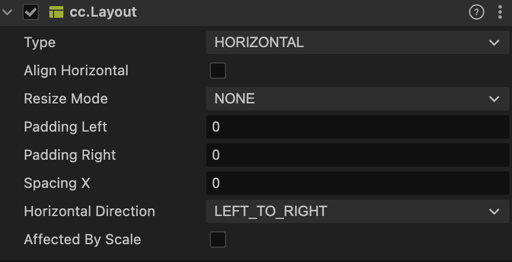 cc.Layout
Type HORIZONTAL
Align Horizontal
Resize Mode NONE
Padding Left 0
Padding Right 0
Spacing X 0
Horizontal Direction LEFT_TO_RIGHT
Affected By Scale